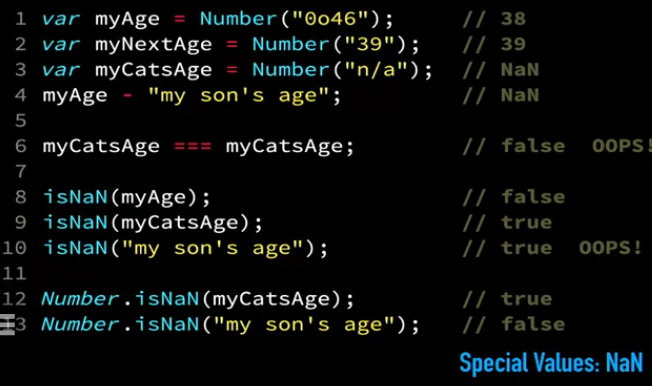 1 var myAge = Number("0o46"); // 38
2 var myNextAge = Number("39"); // 39
3 var myCatsAge = Number("n/a"); // NaN
4 myAge - "my son's age"; // NaN
5
6 myCatsAge === myCatsAge; // false OOPS!
7
8 isNaN(myAge); // false
9 isNaN(myCatsAge); // true
10 isNaN("my son's age"); // true OOPS!
11
12 Number.isNaN(myCatsAge); // true
13 Number.isNaN("my son's age"); // false
Special Values: NaN